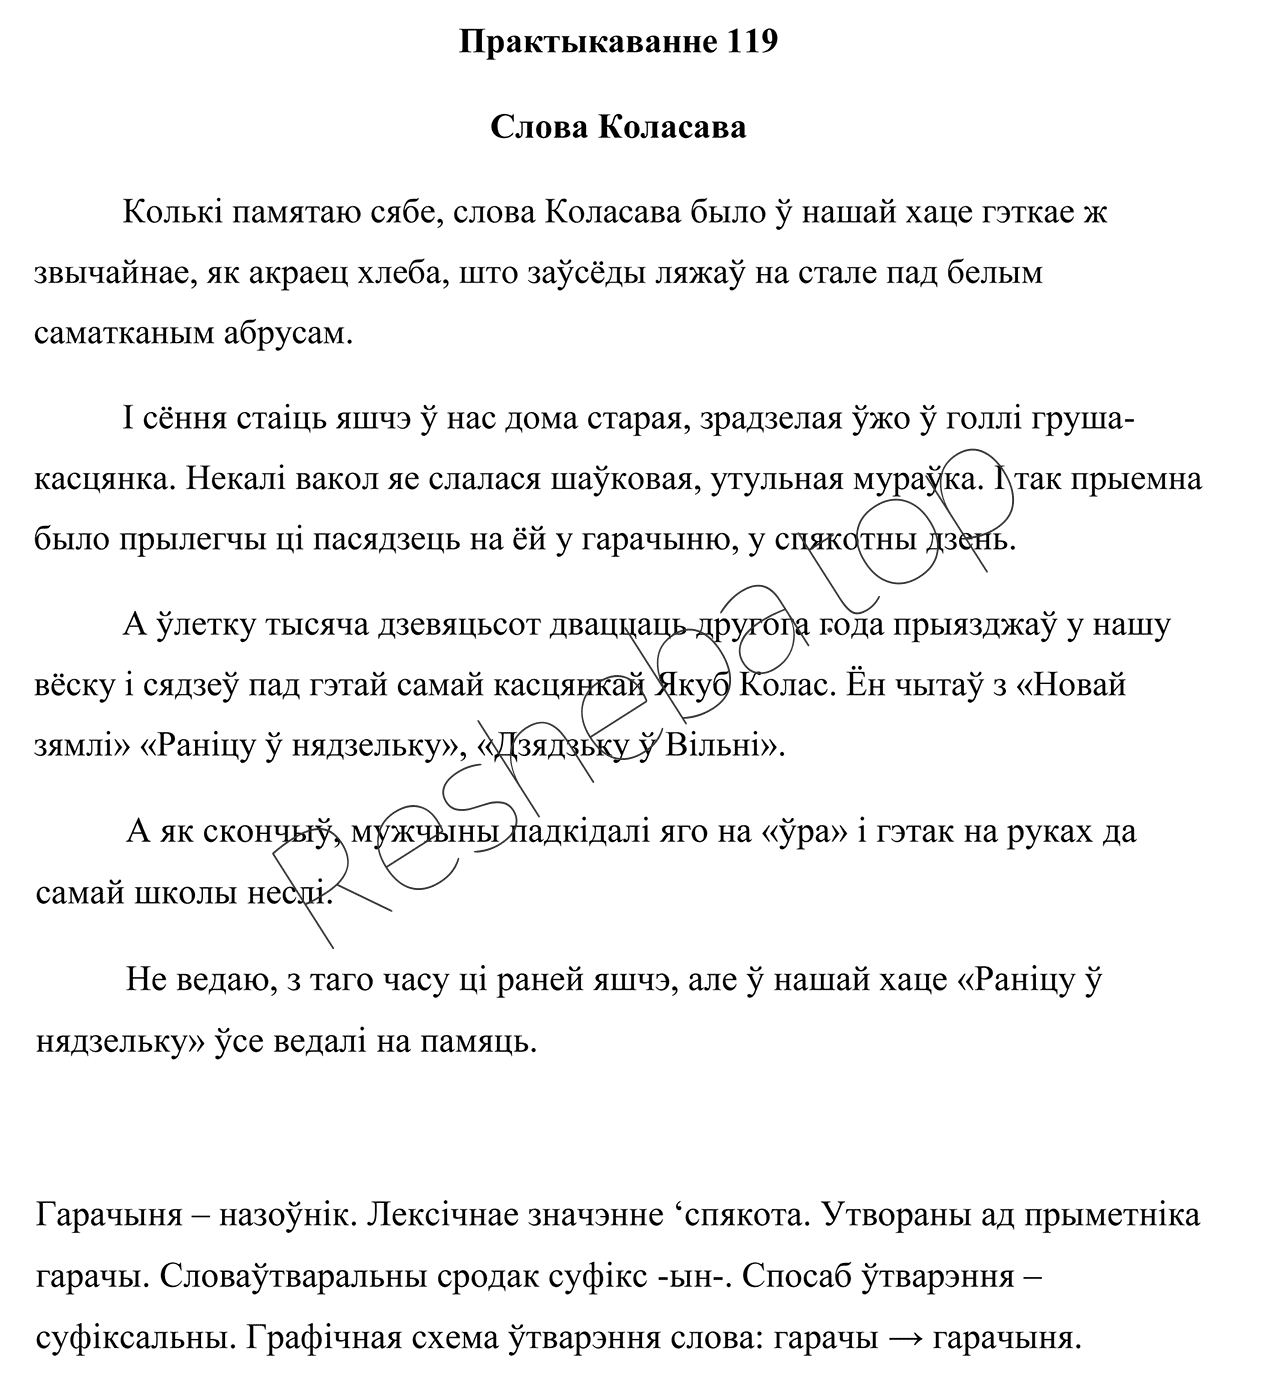 Практыкаванне 119
Слова Коласава
Колькі памятаю сябе, слова Коласава было ў нашай хаце гэткае ж
звычайнае, як акраец хлеба, што заўсёды ляжаў на стале пад белым
саматканым абрусам.
І сёння стаіць яшчэ ў нас дома старая, зрадзелая ўжо ў голлі груша-
касцянка. Некалі вакол яе слалася шаўковая, утульная мураўка. І так прыемна
было прылегчы ці пасядзець на ёй у гарачыню, у спякотны дзень.
А ўлетку тысяча дзевяцьсот дваццаць другога года прыязджаў у нашу
вёску і сядзеў пад гэтай самай касцянкай Якуб Колас. Ён чытаў з «Новай
зямлі» «Раніцу ў нядзельку», «Дзядзьку ў Вільні».
А як скончыў, мужчыны падкідалі яго на «ўра» і гэтак на руках да
самай школы неслі.
Не ведаю, з таго часу ці раней яшчэ, але ў нашай хаце «Раніцу ў
нядзельку» ўсе ведалі на памяць.
Гарачыня – назоўнік. Лексічнае значэнне ‘спякота. Утвораны ад прыметніка
гарачы. Словаўтваральны сродак суфікс -ын-. Спосаб ўтварэння –
суфіксальны. Графічная схема ўтварэння слова: гарачы → гарачыня.
Resheba.top